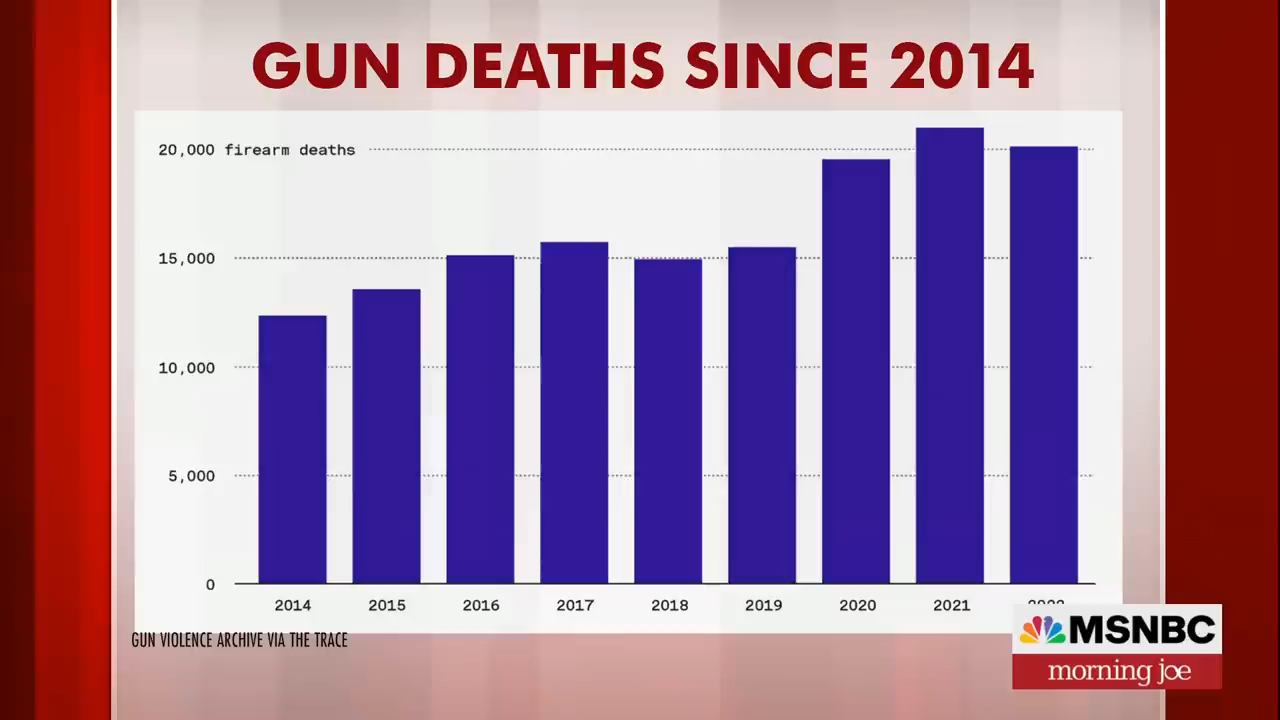 GUN DEATHS SINCE 2014
20,000 firearm deaths
15,000
10,000
5,000
0
2014 2015 2016 2017 2018 2019 2020 2021 2022
GUN VIOLENCE ARCHIVE VIA THE TRACE
MSNBC
morning joe